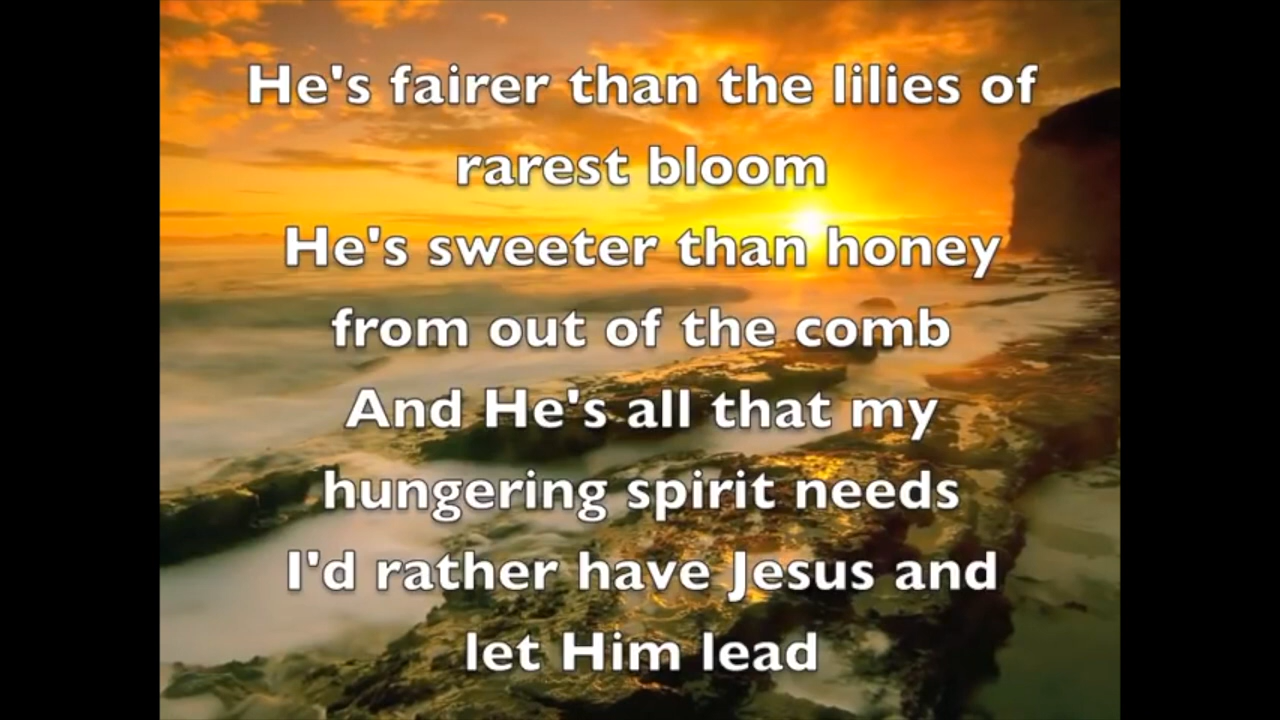 He's fairer than the lilies of
rarest bloom
He's sweeter than honey
from out of the comb
And He's all that my
hungering spirit needs
I'd rather have Jesus and
let Him lead